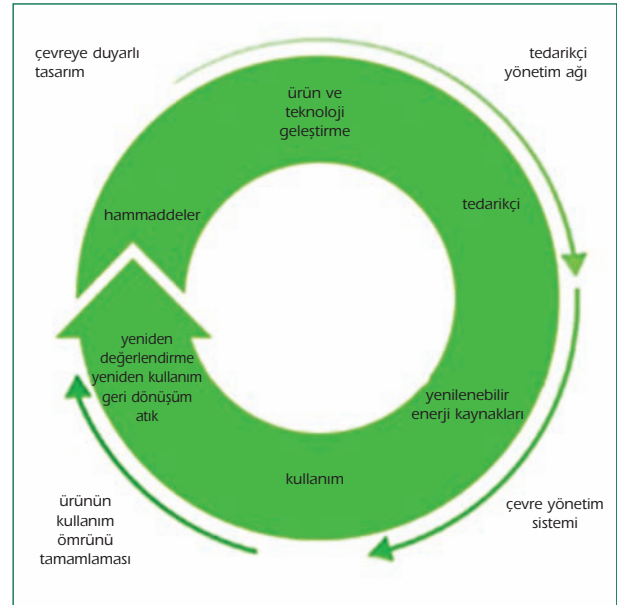 çevreye duyarlı
tasarım
tedarikçi
yönetim ağı
ürün ve
teknoloji
geliştirme
hammaddeler
tedarikçi
yeniden
değerlendirme
yeniden kullanım
geri dönüşüm
atık
yenilenebilir
enerji kaynakları
kullanım
ürünün
kullanım
ömrünü
tamamlaması
çevre yönetim
sistemi